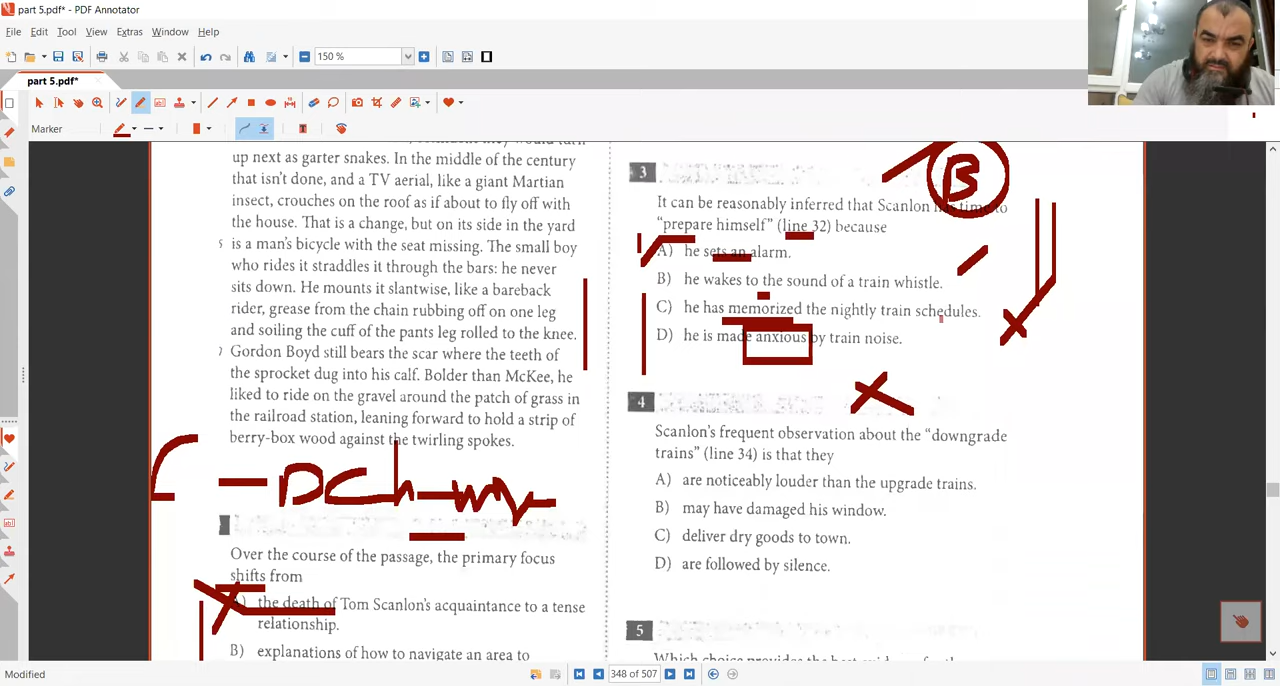 part 5.pdf* - PDF Annotator
File Edit Tool View Extras Window Help
150 %
part 5.pdf*
Marker
up next as garter snakes. In the middle of the century
that isn't done, and a TV aerial, like a giant Martian
insect, crouches on the roof as if about to fly off with
the house. That is a change, but on its side in the yard
5 is a man's bicycle with the seat missing. The small boy
who rides it straddles it through the bars: he never
sits down. He mounts it slantwise, like a bareback
rider, grease from the chain rubbing off on one leg
and soiling the cuff of the pants leg rolled to the knee.
Gordon Boyd still bears the scar where the teeth of
the sprocket dug into his calf. Bolder than McKee, he
liked to ride on the gravel around the patch of grass in
the railroad station, leaning forward to hold a strip of
berry-box wood against the twirling spokes.
Over the course of the passage, the primary focus
shifts from
the death of Tom Scanlon's acquaintance to a tense
relationship.
B) explanations of how to navigate an area to
3
B
It can be reasonably inferred that Scanlon has time to
"prepare himself" (line 32) because
A) he sets an alarm.
B) he wakes to the sound of a train whistle.
C) he has memorized the nightly train schedules.
D) he is made anxious by train noise.
4
Scanlon's frequent observation about the "downgrade
trains" (line 34) is that they
A) are noticeably louder than the upgrade trains.
B) may have damaged his window.
C) deliver dry goods to town.
D) are followed by silence.
5
Modified
348 of 507